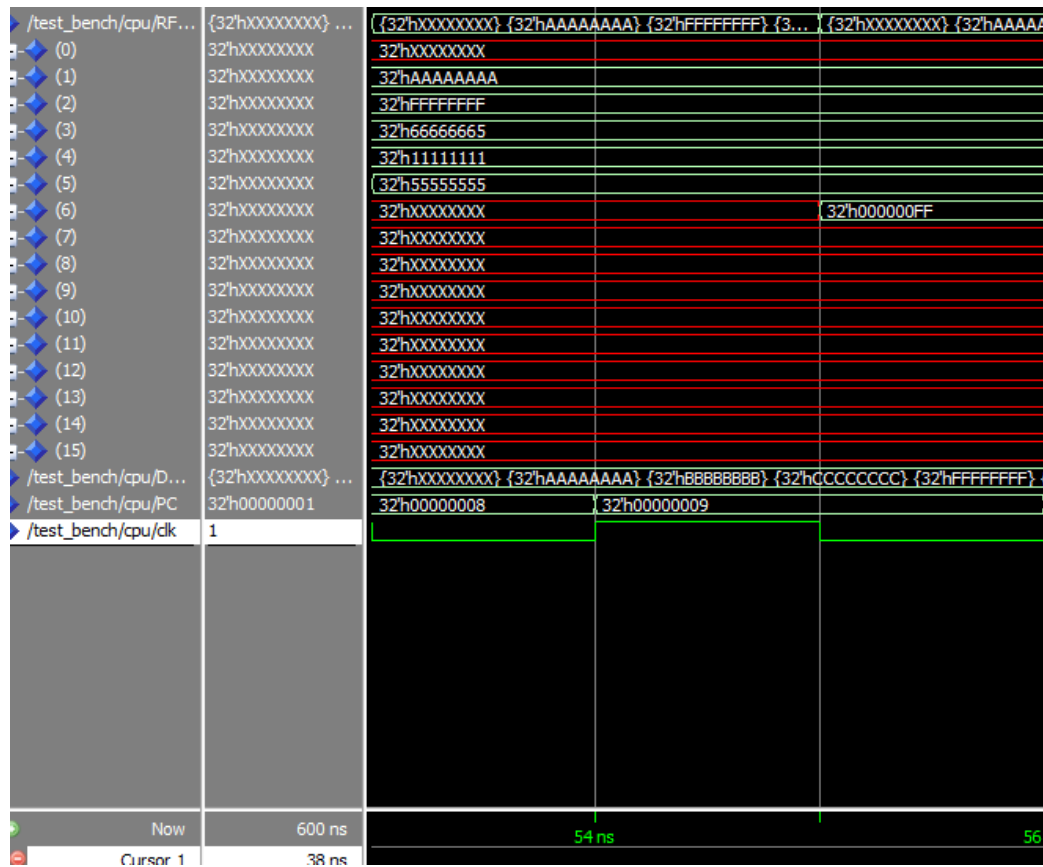 /test_bench/cpu/RF... {32'hXXXXXXXX} ... {32'hXXXXXXXX} {32'hAAAAAAAA} {32'hFFFFFFFF} {3... {32'hXXXXXXXX} {32'hAAAAA
(0) 32'hXXXXXXXX 32'hXXXXXXXX
(1) 32'hXXXXXXXX 32'hAAAAAAAA
(2) 32'hXXXXXXXX 32'hFFFFFFFF
(3) 32'hXXXXXXXX 32'h66666665
(4) 32'hXXXXXXXX 32'h11111111
(5) 32'hXXXXXXXX 32'h55555555
(6) 32'hXXXXXXXX 32'hXXXXXXXX 32'h000000FF
(7) 32'hXXXXXXXX 32'hXXXXXXXX
(8) 32'hXXXXXXXX 32'hXXXXXXXX
(9) 32'hXXXXXXXX 32'hXXXXXXXX
(10) 32'hXXXXXXXX 32'hXXXXXXXX
(11) 32'hXXXXXXXX 32'hXXXXXXXX
(12) 32'hXXXXXXXX 32'hXXXXXXXX
(13) 32'hXXXXXXXX 32'hXXXXXXXX
(14) 32'hXXXXXXXX 32'hXXXXXXXX
(15) 32'hXXXXXXXX 32'hXXXXXXXX
/test_bench/cpu/D... {32'hXXXXXXXX} ... {32'hXXXXXXXX} {32'hAAAAAAAA} {32'hBBBBBBBB} {32'hCCCCCCCC} {32'hFFFFFFFF} {
/test_bench/cpu/PC 32'h00000001 32'h00000008 32'h00000009
/test_bench/cpu/clk 1
Now 600 ns 54 ns 56
Cursor 1 38 ns